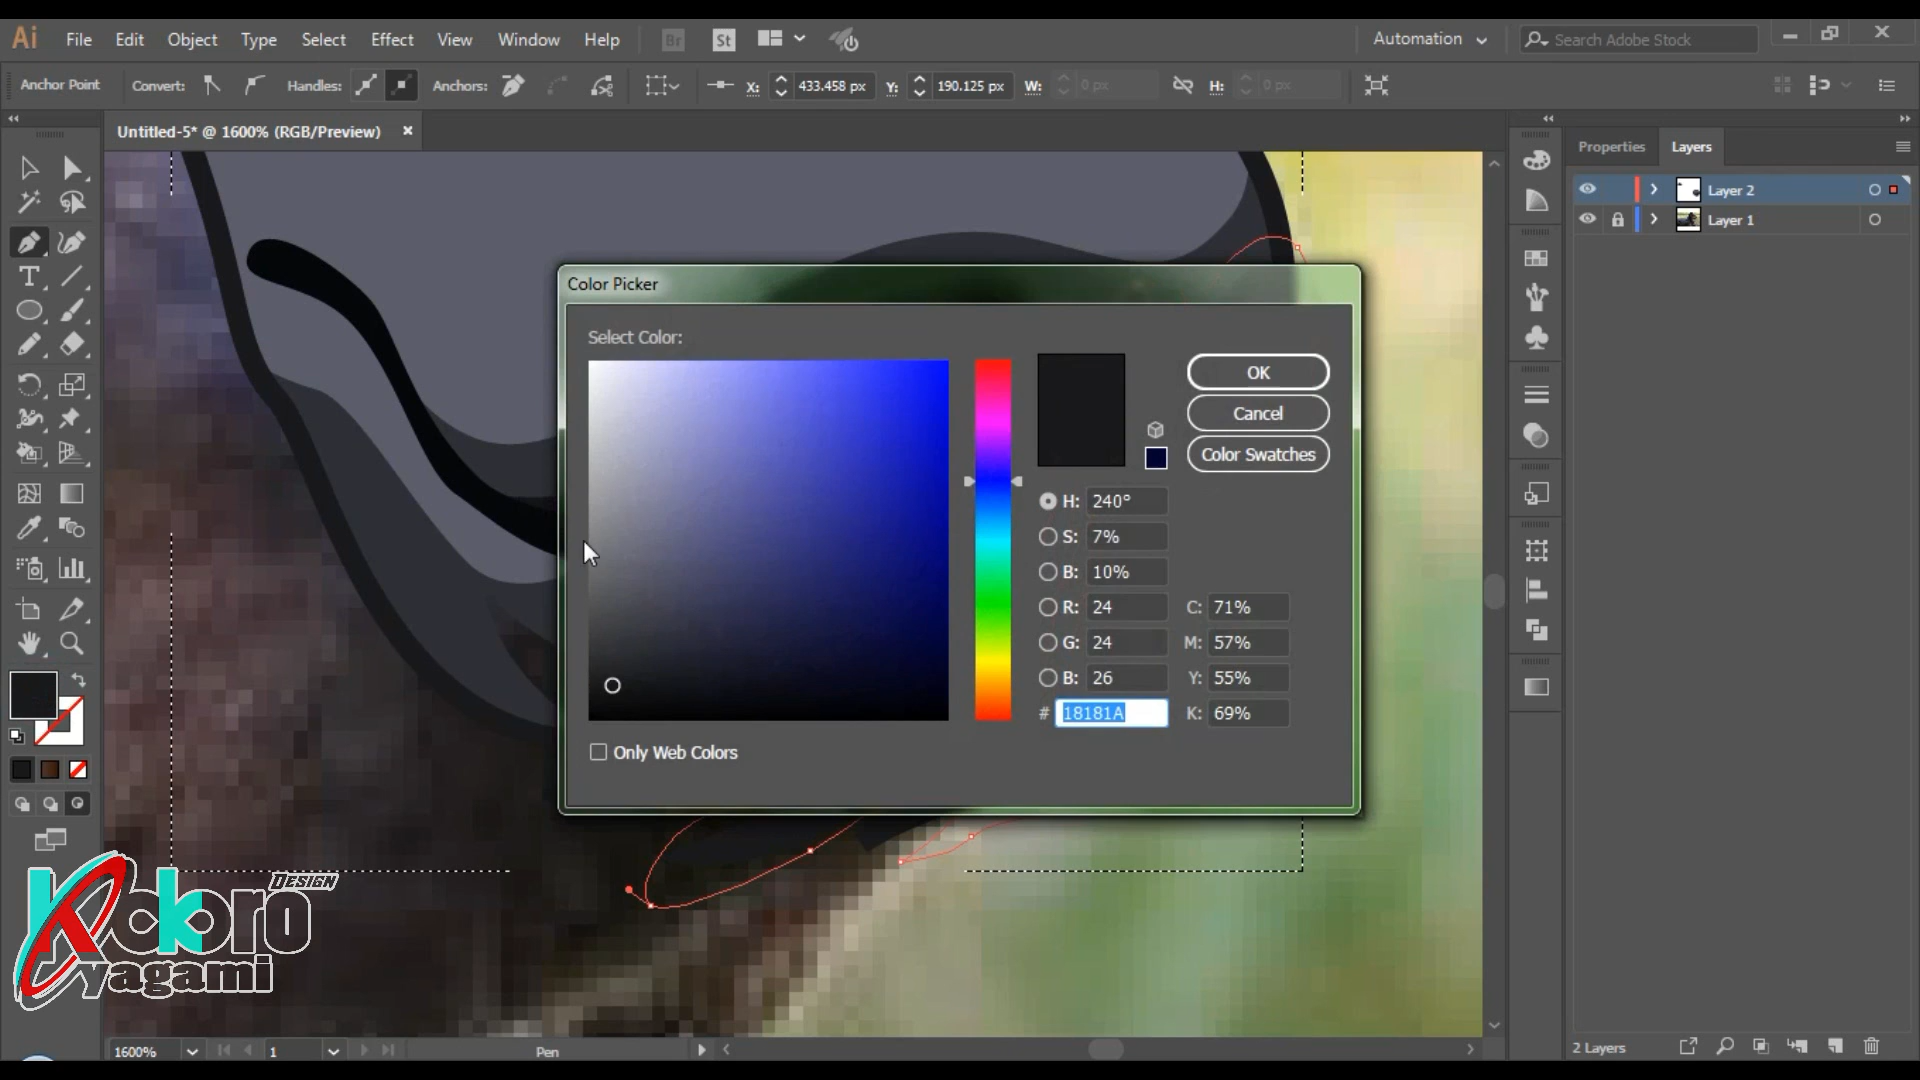 Ai File Edit Object Type Select Effect View Window Help Br St Automation Search Adobe Stock
Anchor Point Convert: Handles: Anchors: X: 433.458 px Y: 190.125 px W: 0 px H: 0 px
Untitled-5* @ 1600% (RGB/Preview)
Properties Layers
Layer 2
Layer 1
Color Picker
Select Color:
OK
Cancel
Color Swatches
H: 240°
S: 7%
B: 10%
R: 24 C: 71%
G: 24 M: 57%
B: 26 Y: 55%
# 18181A K: 69%
Only Web Colors
DESIGN
Kokoro
yagami
1600% 1 Pen
2 Layers